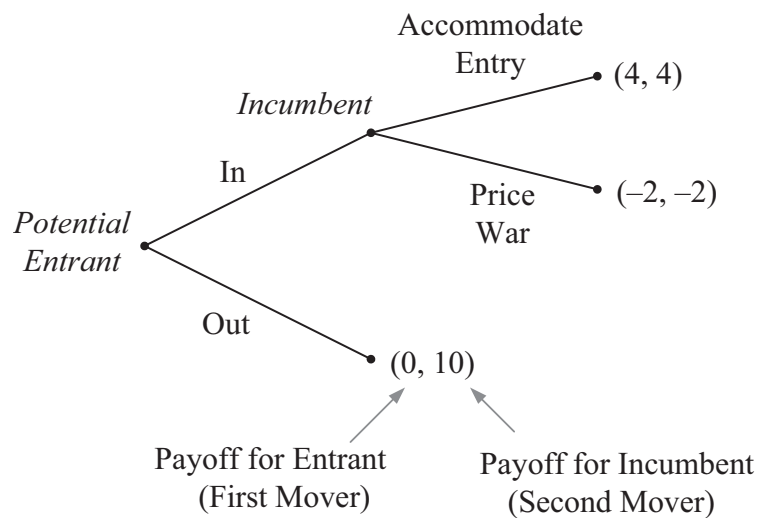 Accommodate
Entry
(4, 4)
Incumbent
In
Price
War
(–2, –2)
Potential
Entrant
Out
(0, 10)
Payoff for Entrant
(First Mover)
Payoff for Incumbent
(Second Mover)